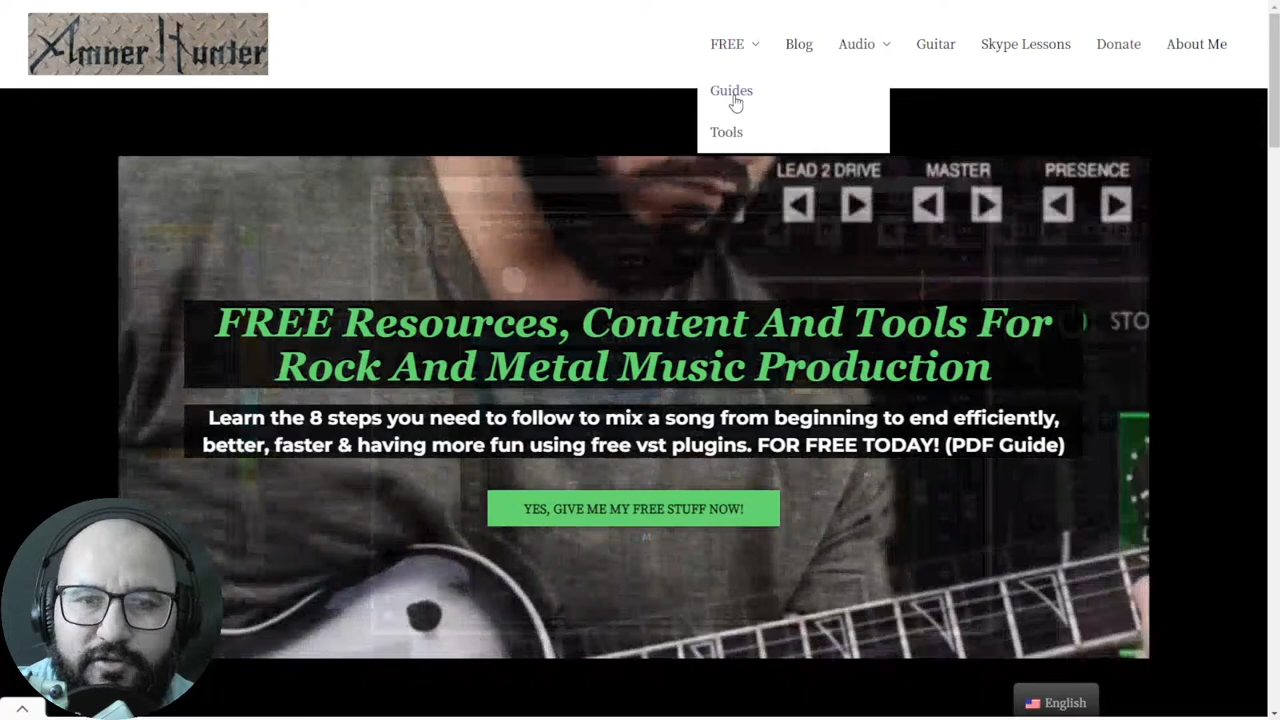 Amner Hunter
FREE Blog Audio Guitar Skype Lessons Donate About Me
Guides
Tools
LEAD 2 DRIVE MASTER PRESENCE
STO
FREE Resources, Content And Tools For
Rock And Metal Music Production
Learn the 8 steps you need to follow to mix a song from beginning to end efficiently,
better, faster & having more fun using free vst plugins. FOR FREE TODAY! (PDF Guide)
YES, GIVE ME MY FREE STUFF NOW!
English